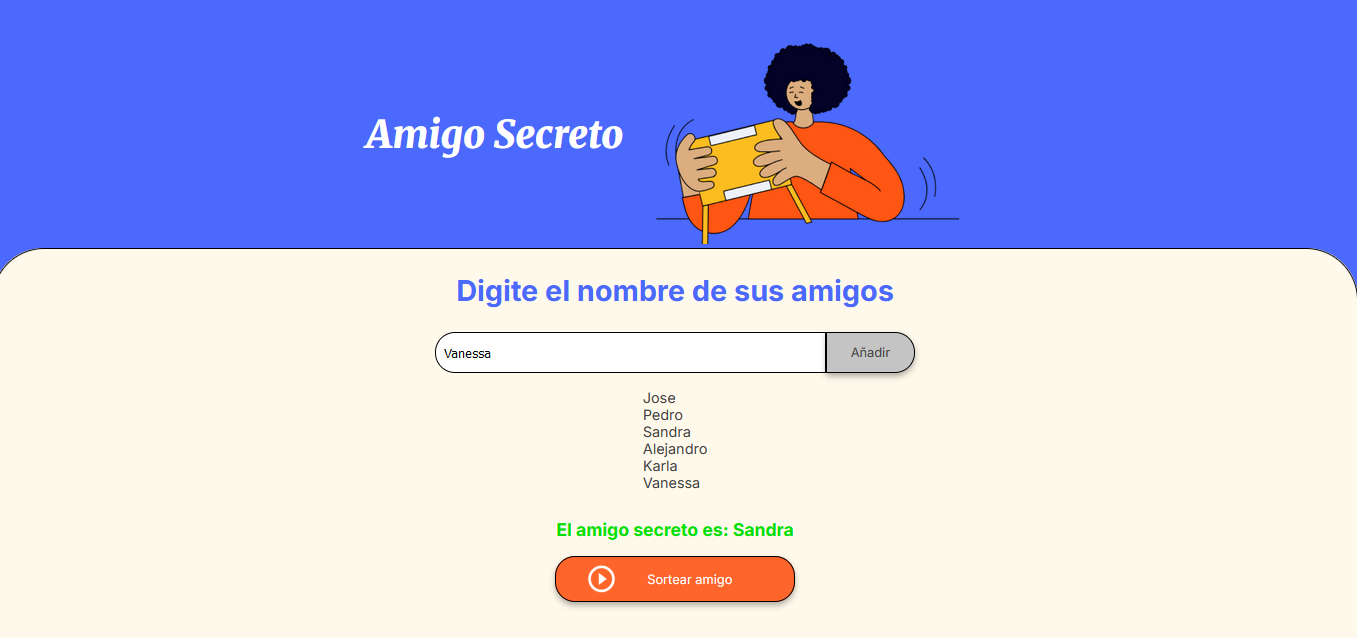 Amigo Secreto
Digite el nombre de sus amigos
Vanessa
Añadir
Jose
Pedro
Sandra
Alejandro
Karla
Vanessa
El amigo secreto es: Sandra
Sortear amigo